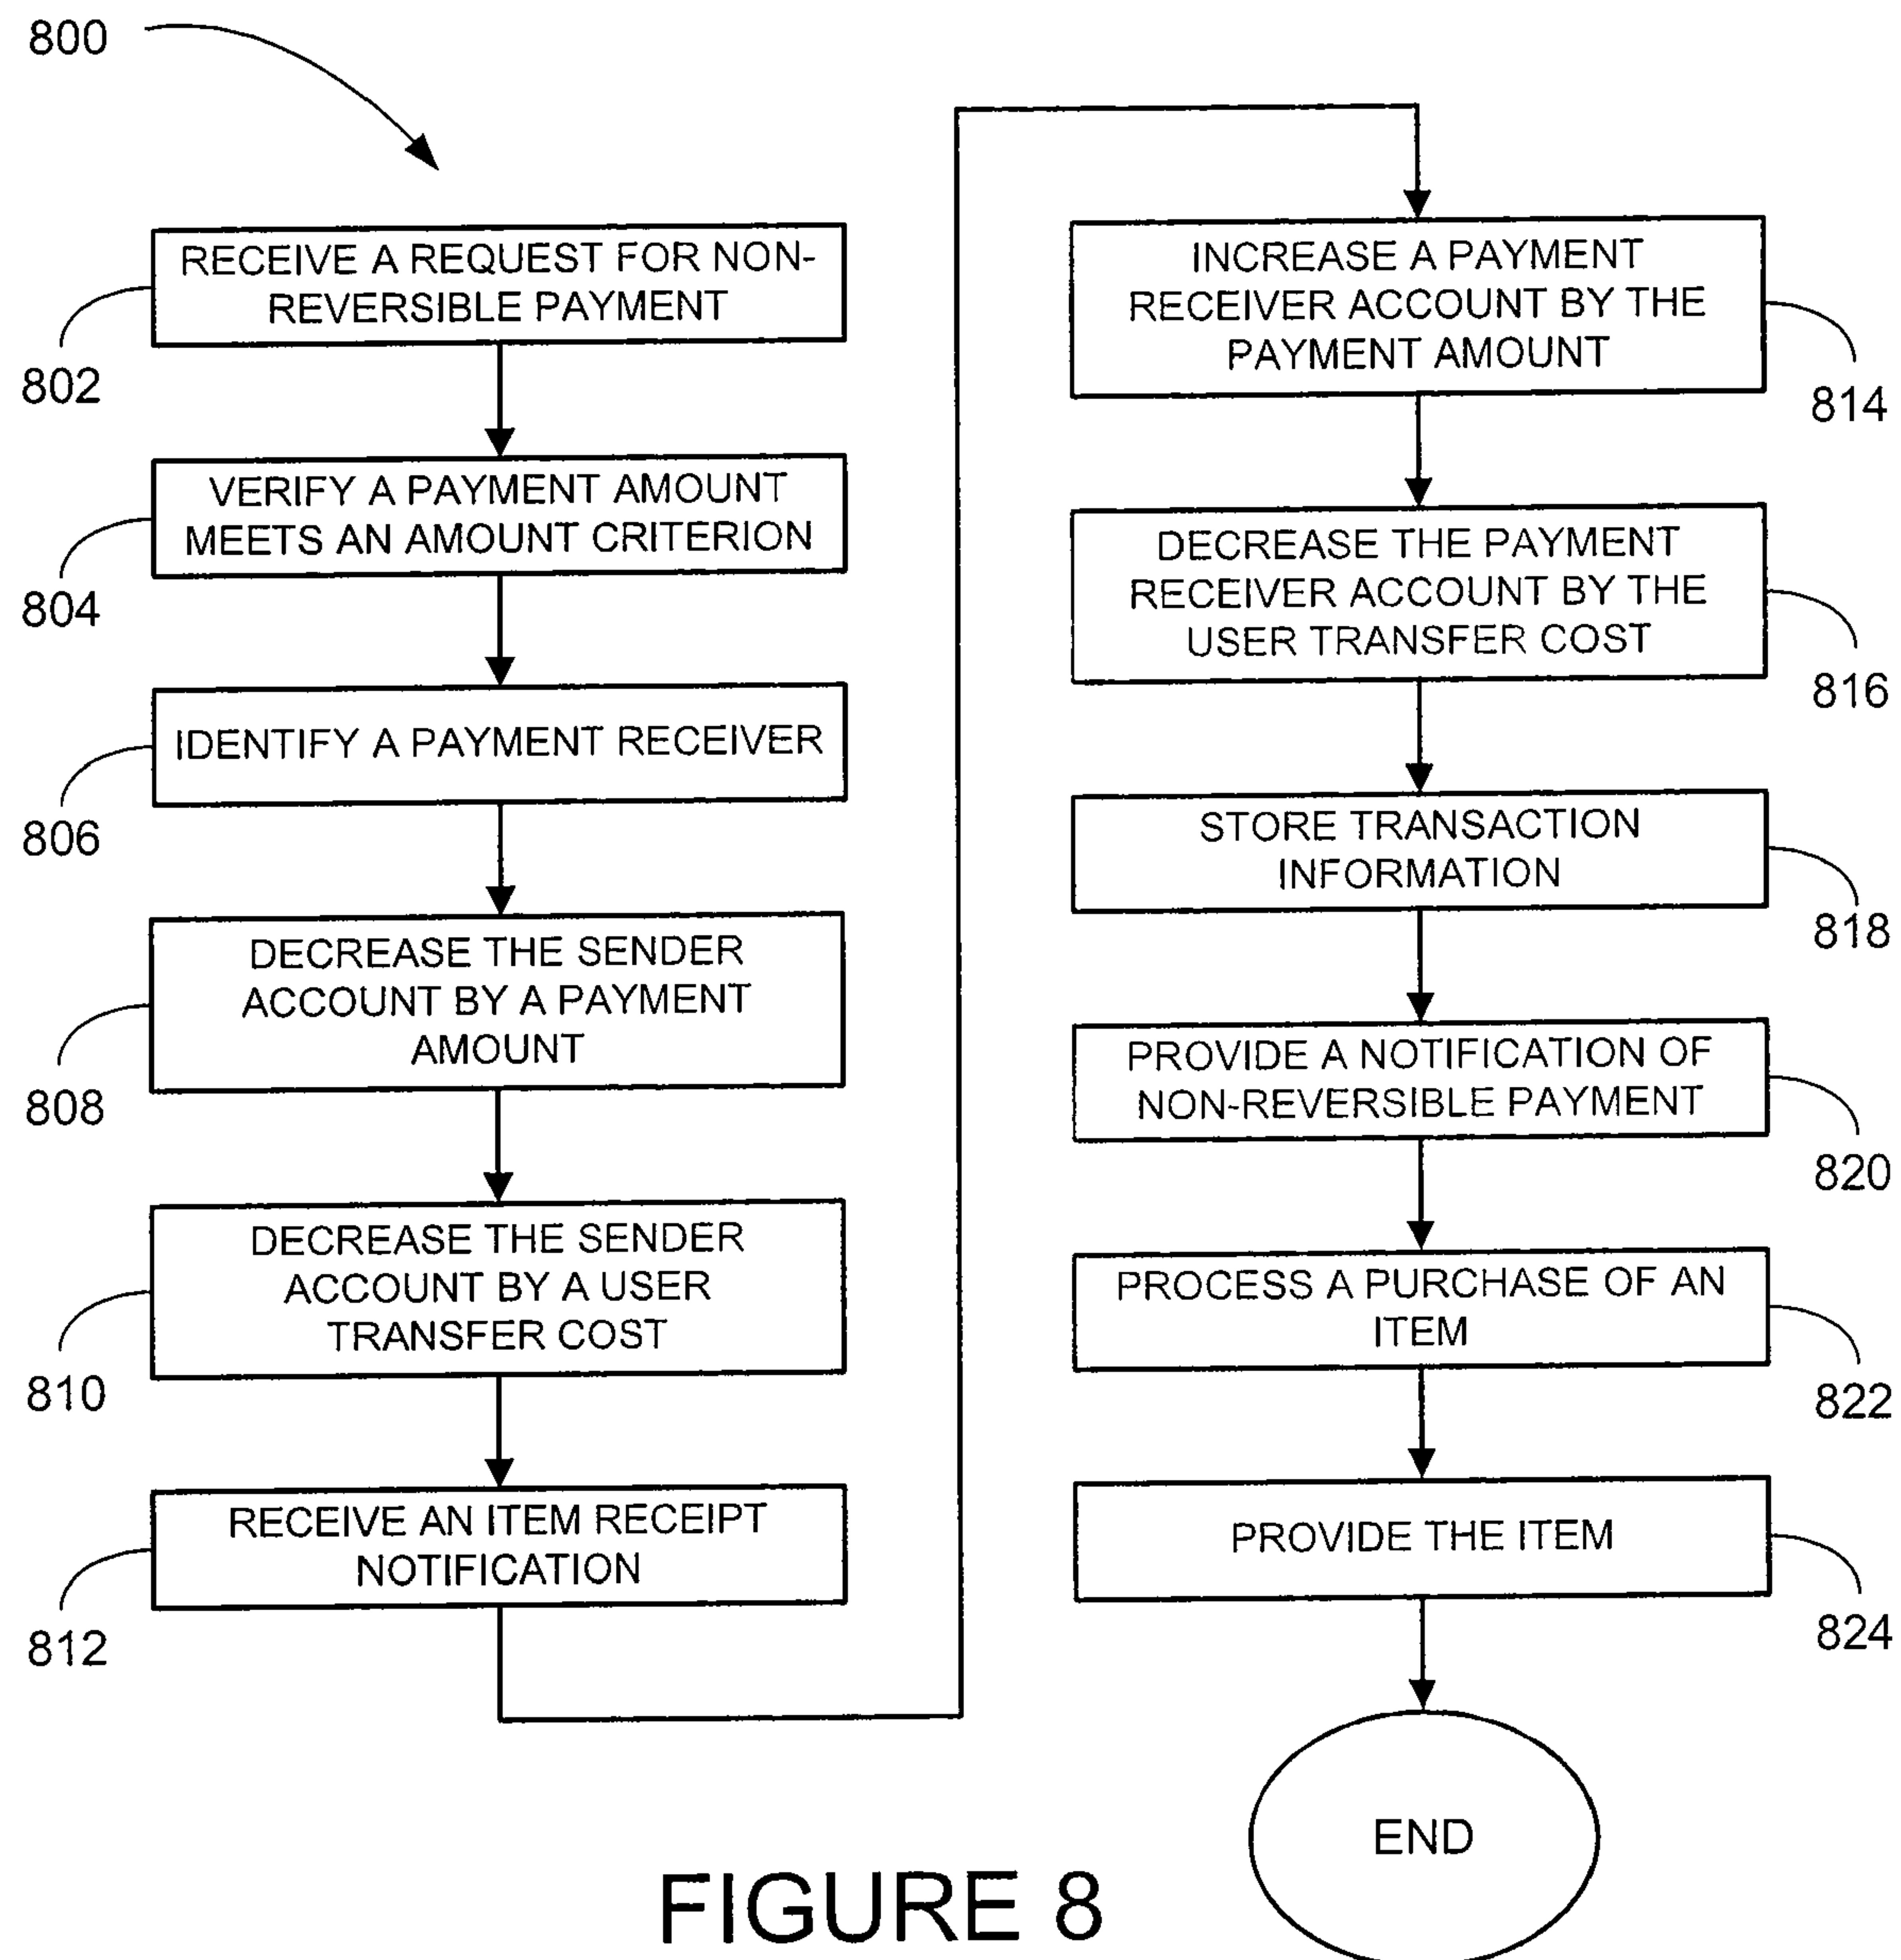 800
RECEIVE A REQUEST FOR NON-
REVERSIBLE PAYMENT
802
VERIFY A PAYMENT AMOUNT
MEETS AN AMOUNT CRITERION
804
IDENTIFY A PAYMENT RECEIVER
806
DECREASE THE SENDER
ACCOUNT BY A PAYMENT
AMOUNT
808
DECREASE THE SENDER
ACCOUNT BY A USER
TRANSFER COST
810
RECEIVE AN ITEM RECEIPT
NOTIFICATION
812
INCREASE A PAYMENT
RECEIVER ACCOUNT BY THE
PAYMENT AMOUNT
814
DECREASE THE PAYMENT
RECEIVER ACCOUNT BY THE
USER TRANSFER COST
816
STORE TRANSACTION
INFORMATION
818
PROVIDE A NOTIFICATION OF
NON-REVERSIBLE PAYMENT
820
PROCESS A PURCHASE OF AN
ITEM
822
PROVIDE THE ITEM
824
END
FIGURE 8